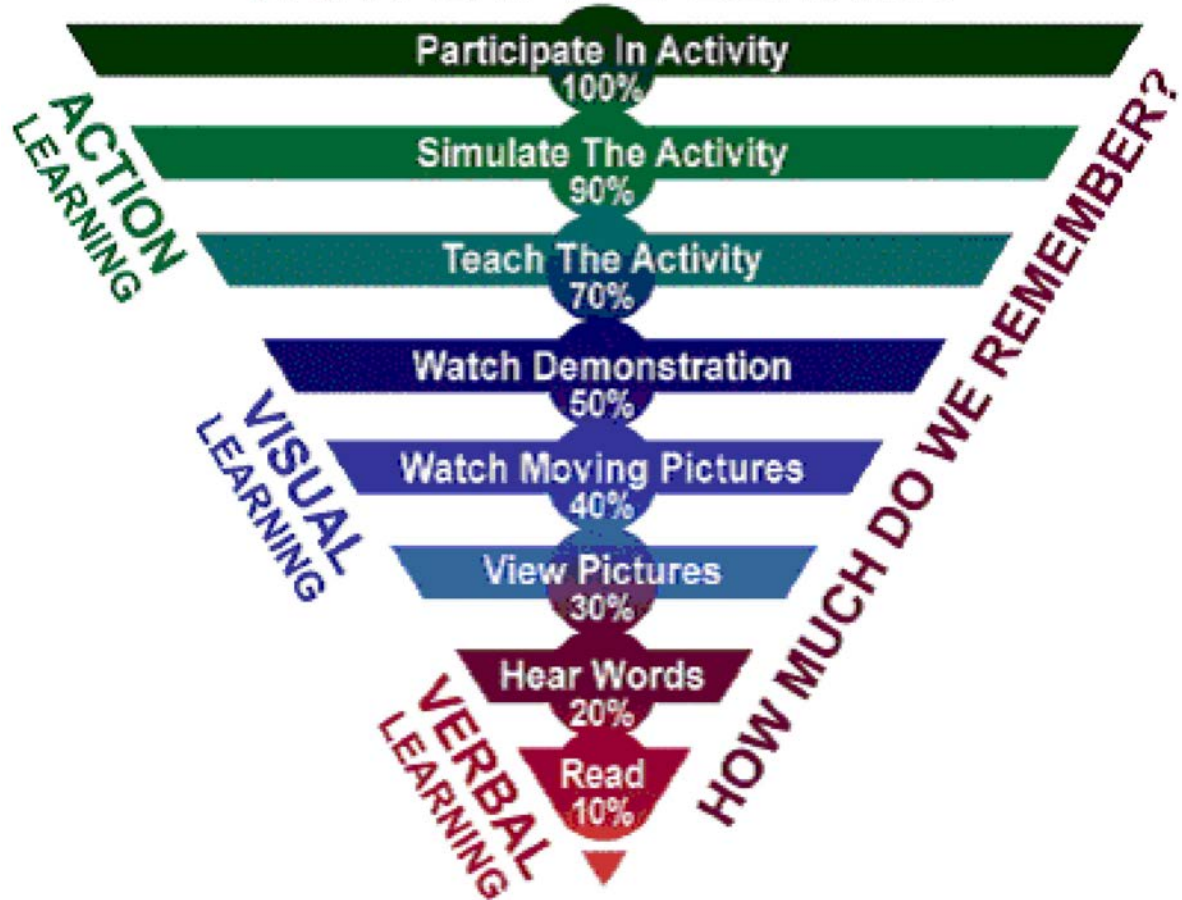 Participate In Activity
100%
Simulate The Activity
90%
Teach The Activity
70%
ACTION
LEARNING
Watch Demonstration
50%
Watch Moving Pictures
40%
View Pictures
30%
VISUAL
LEARNING
Hear Words
20%
Read
10%
VERBAL
LEARNING
HOW MUCH DO WE REMEMBER?